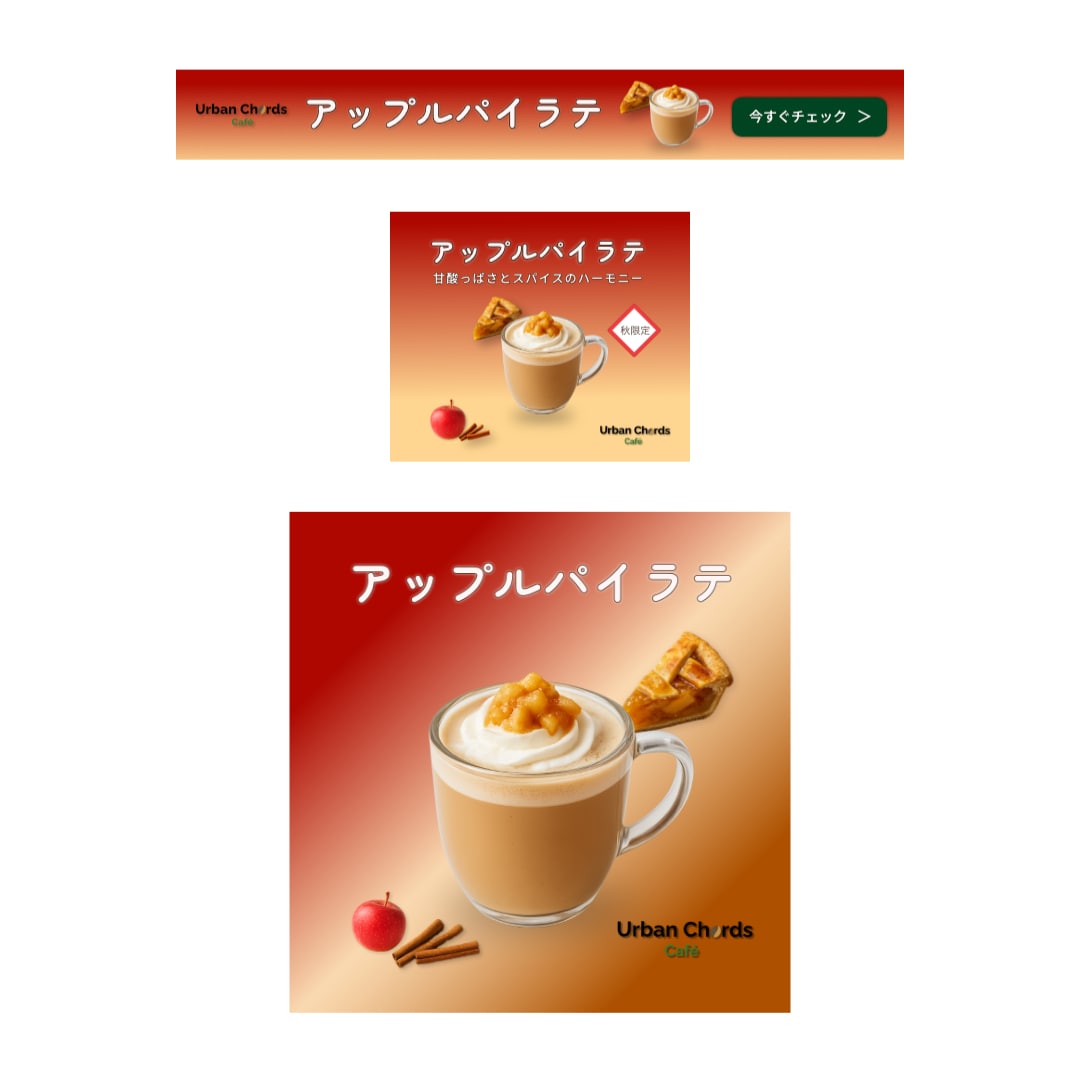 Urban Chords
Café
アップルパイラテ
今すぐチェック >
アップルパイラテ
甘酸っぱさとスパイスのハーモニー
秋限定
Urban Chords
Café
アップルパイラテ
Urban Chords
Café